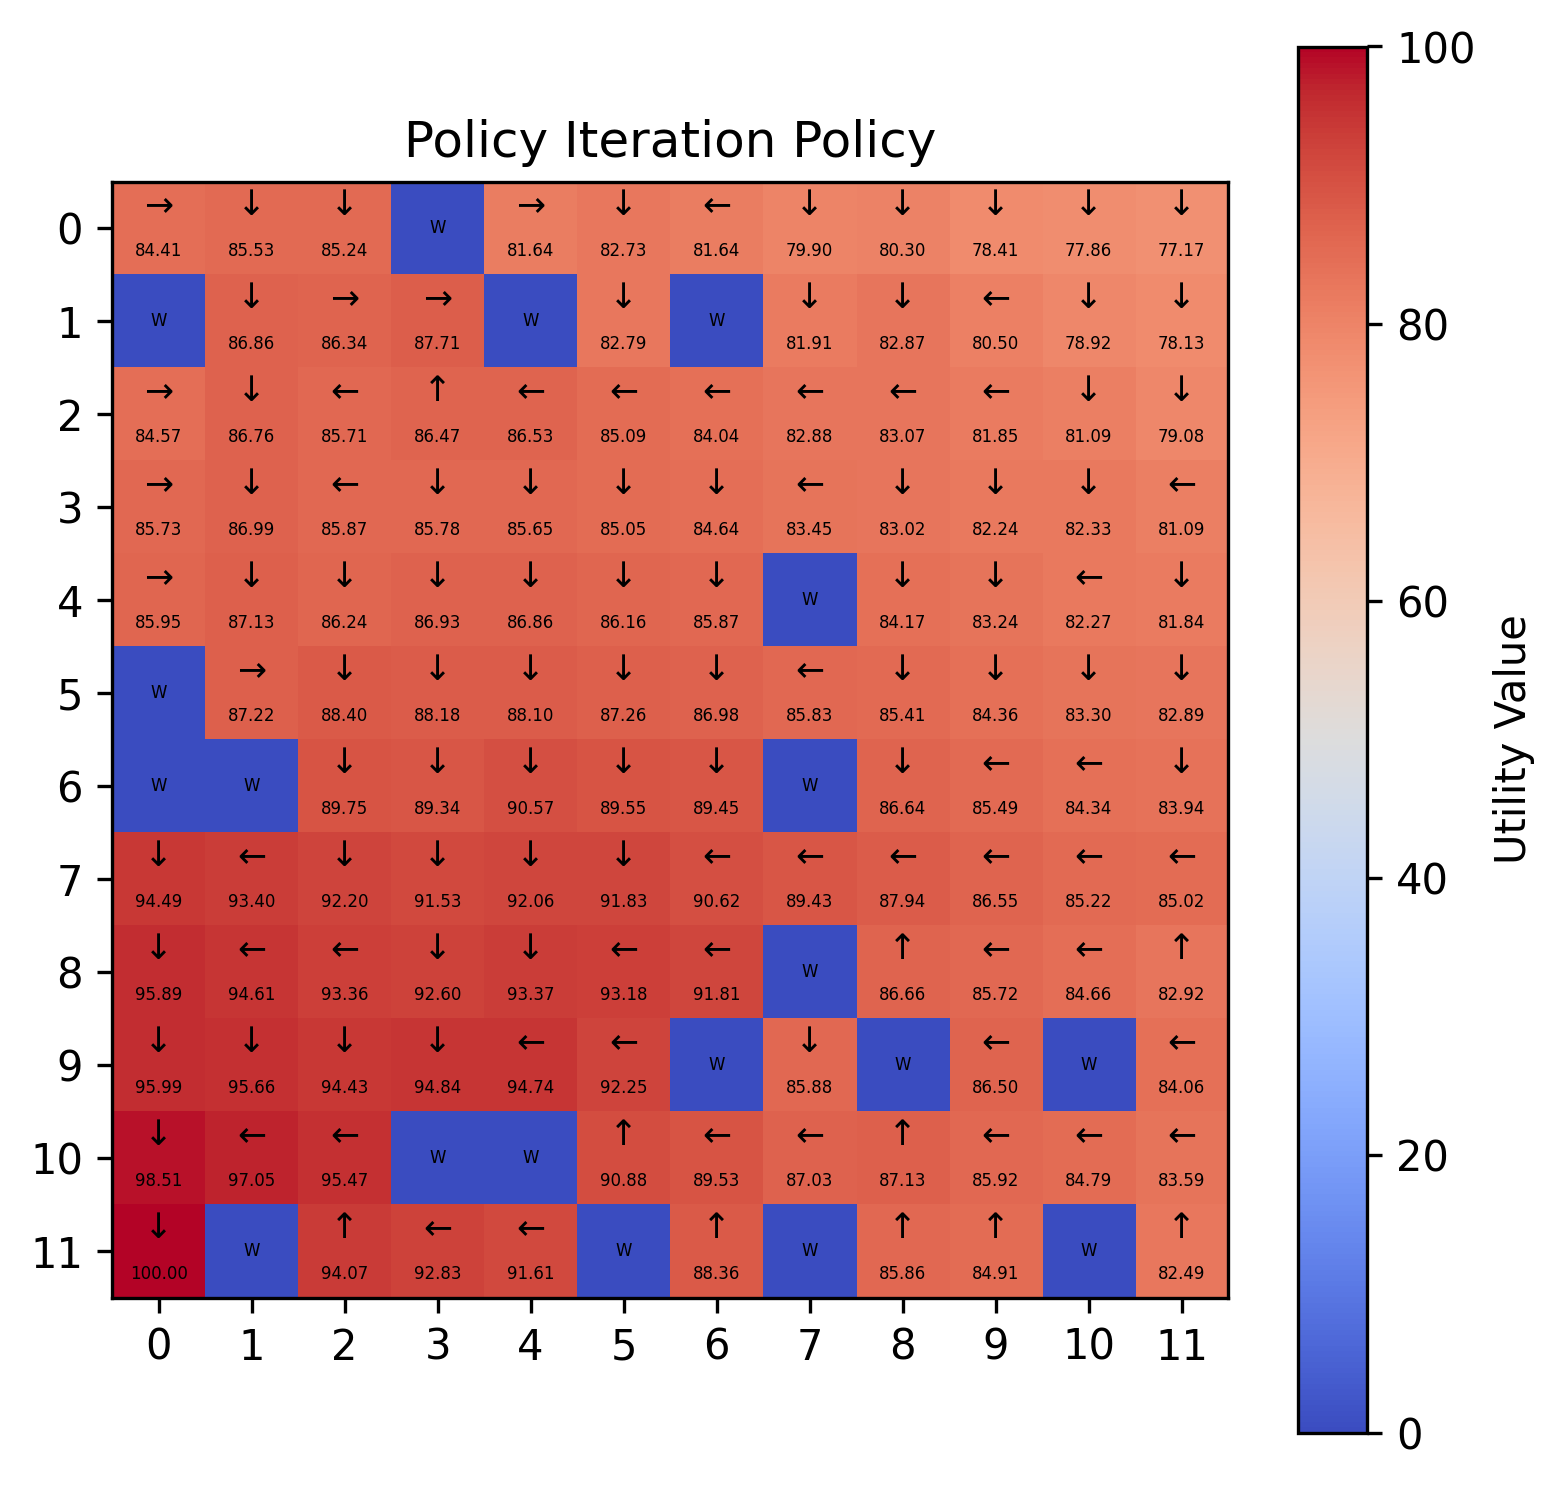 Policy Iteration Policy
0 → ↓ ↓ W → ↓ ← ↓ ↓ ↓ ↓ ↓
84.41 85.53 85.24 81.64 82.73 81.64 79.90 80.30 78.41 77.86 77.17
1 W ↓ → → W ↓ W ↓ ↓ ← ↓ ↓
86.86 86.34 87.71 82.79 81.91 82.87 80.50 78.92 78.13
2 → ↓ ← ↑ ← ← ← ← ← ← ↓ ↓
84.57 86.76 85.71 86.47 86.53 85.09 84.04 82.88 83.07 81.85 81.09 79.08
3 → ↓ ← ↓ ↓ ↓ ↓ ← ↓ ↓ ↓ ←
85.73 86.99 85.87 85.78 85.65 85.05 84.64 83.45 83.02 82.24 82.33 81.09
4 → ↓ ↓ ↓ ↓ ↓ ↓ W ↓ ↓ ← ↓
85.95 87.13 86.24 86.93 86.86 86.16 85.87 84.17 83.24 82.27 81.84
5 W → ↓ ↓ ↓ ↓ ↓ ← ↓ ↓ ↓ ↓
87.22 88.40 88.18 88.10 87.26 86.98 85.83 85.41 84.36 83.30 82.89
6 W W ↓ ↓ ↓ ↓ ↓ W ↓ ← ← ↓
89.75 89.34 90.57 89.55 89.45 86.64 85.49 84.34 83.94
7 ↓ ← ↓ ↓ ↓ ↓ ← ← ← ← ← ←
94.49 93.40 92.20 91.53 92.06 91.83 90.62 89.43 87.94 86.55 85.22 85.02
8 ↓ ← ← ↓ ↓ ← ← W ↑ ← ← ↑
95.89 94.61 93.36 92.60 93.37 93.18 91.81 86.66 85.72 84.66 82.92
9 ↓ ↓ ↓ ↓ ← ← W ↓ W ← W ←
95.99 95.66 94.43 94.84 94.74 92.25 85.88 86.50 84.06
10 ↓ ← ← W W ↑ ← ← ↑ ← ← ←
98.51 97.05 95.47 90.88 89.53 87.03 87.13 85.92 84.79 83.59
11 ↓ W ↑ ← ← W ↑ W ↑ ↑ W ↑
100.00 94.07 92.83 91.61 88.36 85.86 84.91 82.49
0 1 2 3 4 5 6 7 8 9 10 11
100
80
60
40
20
0
Utility Value